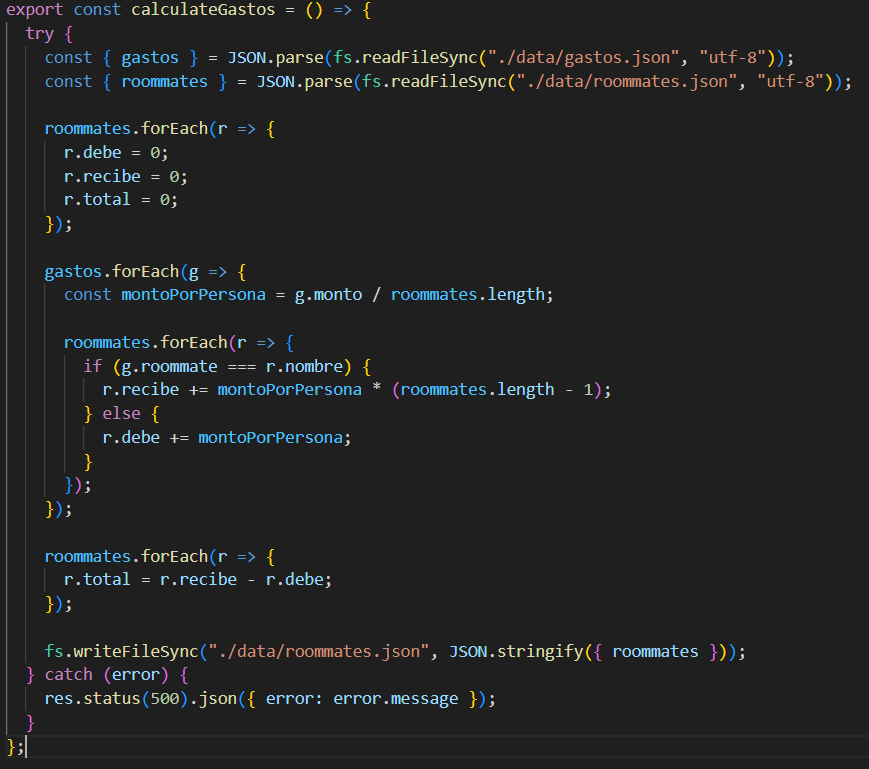 export const calculateGastos = () => {
  try {
    const { gastos } = JSON.parse(fs.readFileSync("./data/gastos.json", "utf-8"));
    const { roommates } = JSON.parse(fs.readFileSync("./data/roommates.json", "utf-8"));

    roommates.forEach(r => {
      r.debe = 0;
      r.recibe = 0;
      r.total = 0;
    });

    gastos.forEach(g => {
      const montoPorPersona = g.monto / roommates.length;

      roommates.forEach(r => {
        if (g.roommate === r.nombre) {
          r.recibe += montoPorPersona * (roommates.length - 1);
        } else {
          r.debe += montoPorPersona;
        }
      });
    });

    roommates.forEach(r => {
      r.total = r.recibe - r.debe;
    });

    fs.writeFileSync("./data/roommates.json", JSON.stringify({ roommates }));
  } catch (error) {
    res.status(500).json({ error: error.message });
  }
};